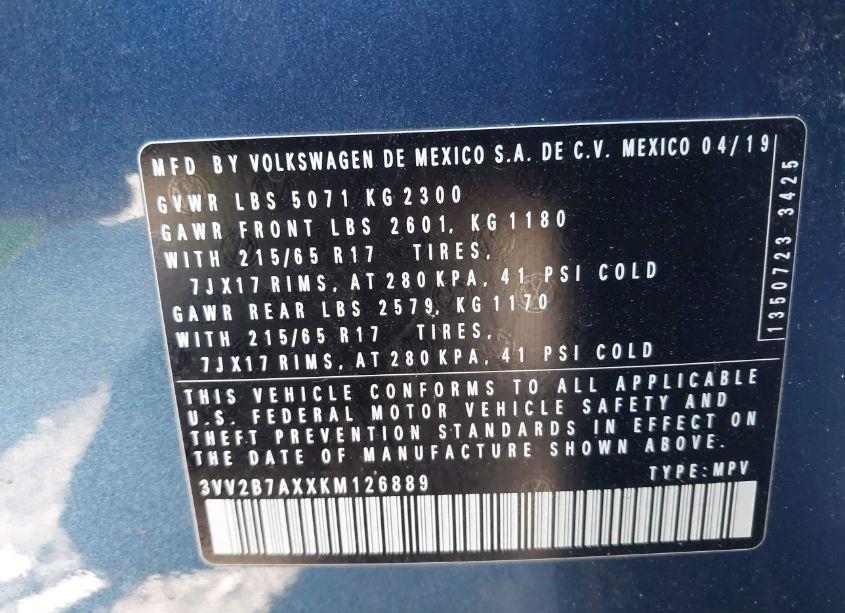 MFD BY VOLKSWAGEN DE MEXICO S.A. DE C.V. MEXICO 04/19
GVWR LBS 5071 KG 2300
GAWR FRONT LBS 2601, KG 1180
WITH 215/65 R17 TIRES,
7JX17 RIMS, AT 280 KPA, 41 PSI COLD
GAWR REAR LBS 2579, KG 1170
WITH 215/65 R17 TIRES,
7JX17 RIMS, AT 280 KPA, 41 PSI COLD
1350723 3425
THIS VEHICLE CONFORMS TO ALL APPLICABLE
U.S. FEDERAL MOTOR VEHICLE SAFETY AND
THEFT PREVENTION STANDARDS IN EFFECT ON
THE DATE OF MANUFACTURE SHOWN ABOVE.
3VV2B7AXXKM126889 TYPE: MPV